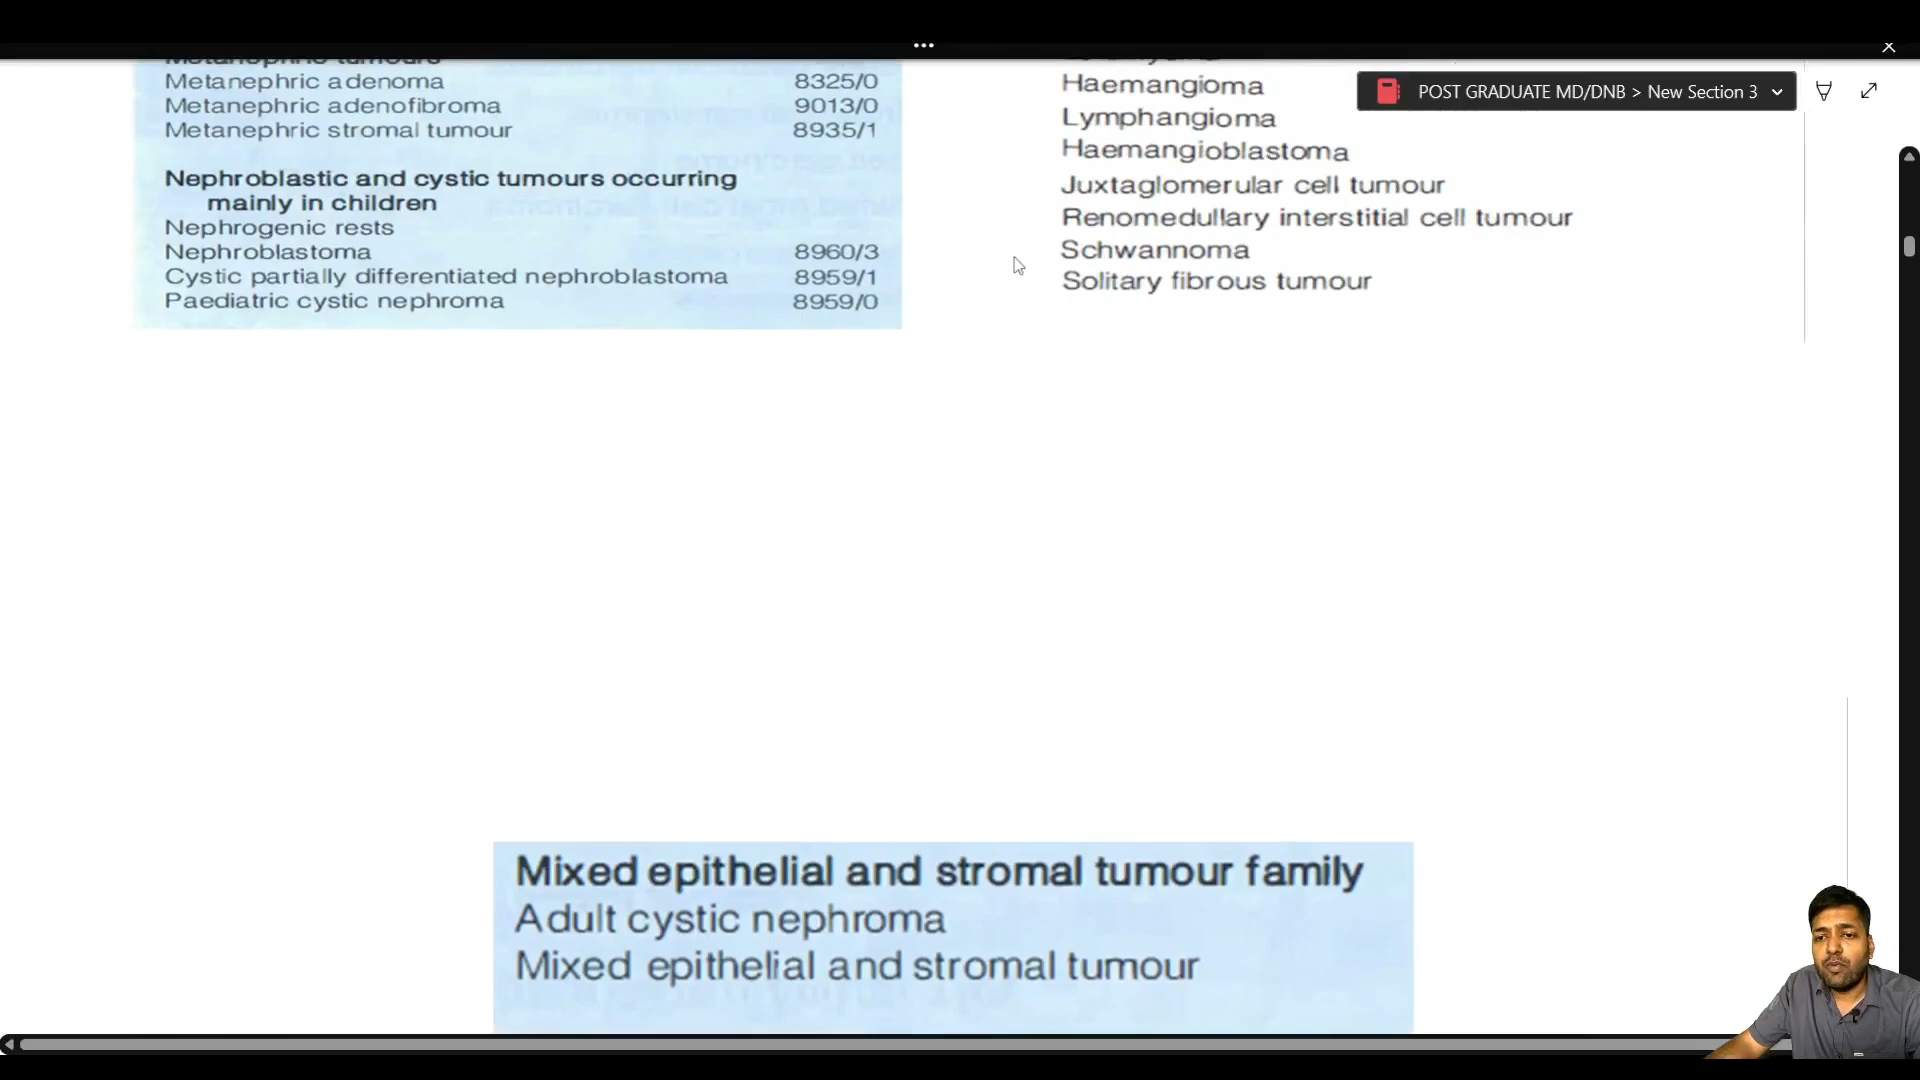 Metanephric tumours
Metanephric adenoma 8325/0
Metanephric adenofibroma 9013/0
Metanephric stromal tumour 8935/1
Nephroblastic and cystic tumours occurring
mainly in children
Nephrogenic rests
Nephroblastoma 8960/3
Cystic partially differentiated nephroblastoma 8959/1
Paediatric cystic nephroma 8959/0
Haemangioma
Lymphangioma
Haemangioblastoma
Juxtaglomerular cell tumour
Renomedullary interstitial cell tumour
Schwannoma
Solitary fibrous tumour
POST GRADUATE MD/DNB > New Section 3
Mixed epithelial and stromal tumour family
Adult cystic nephroma
Mixed epithelial and stromal tumour